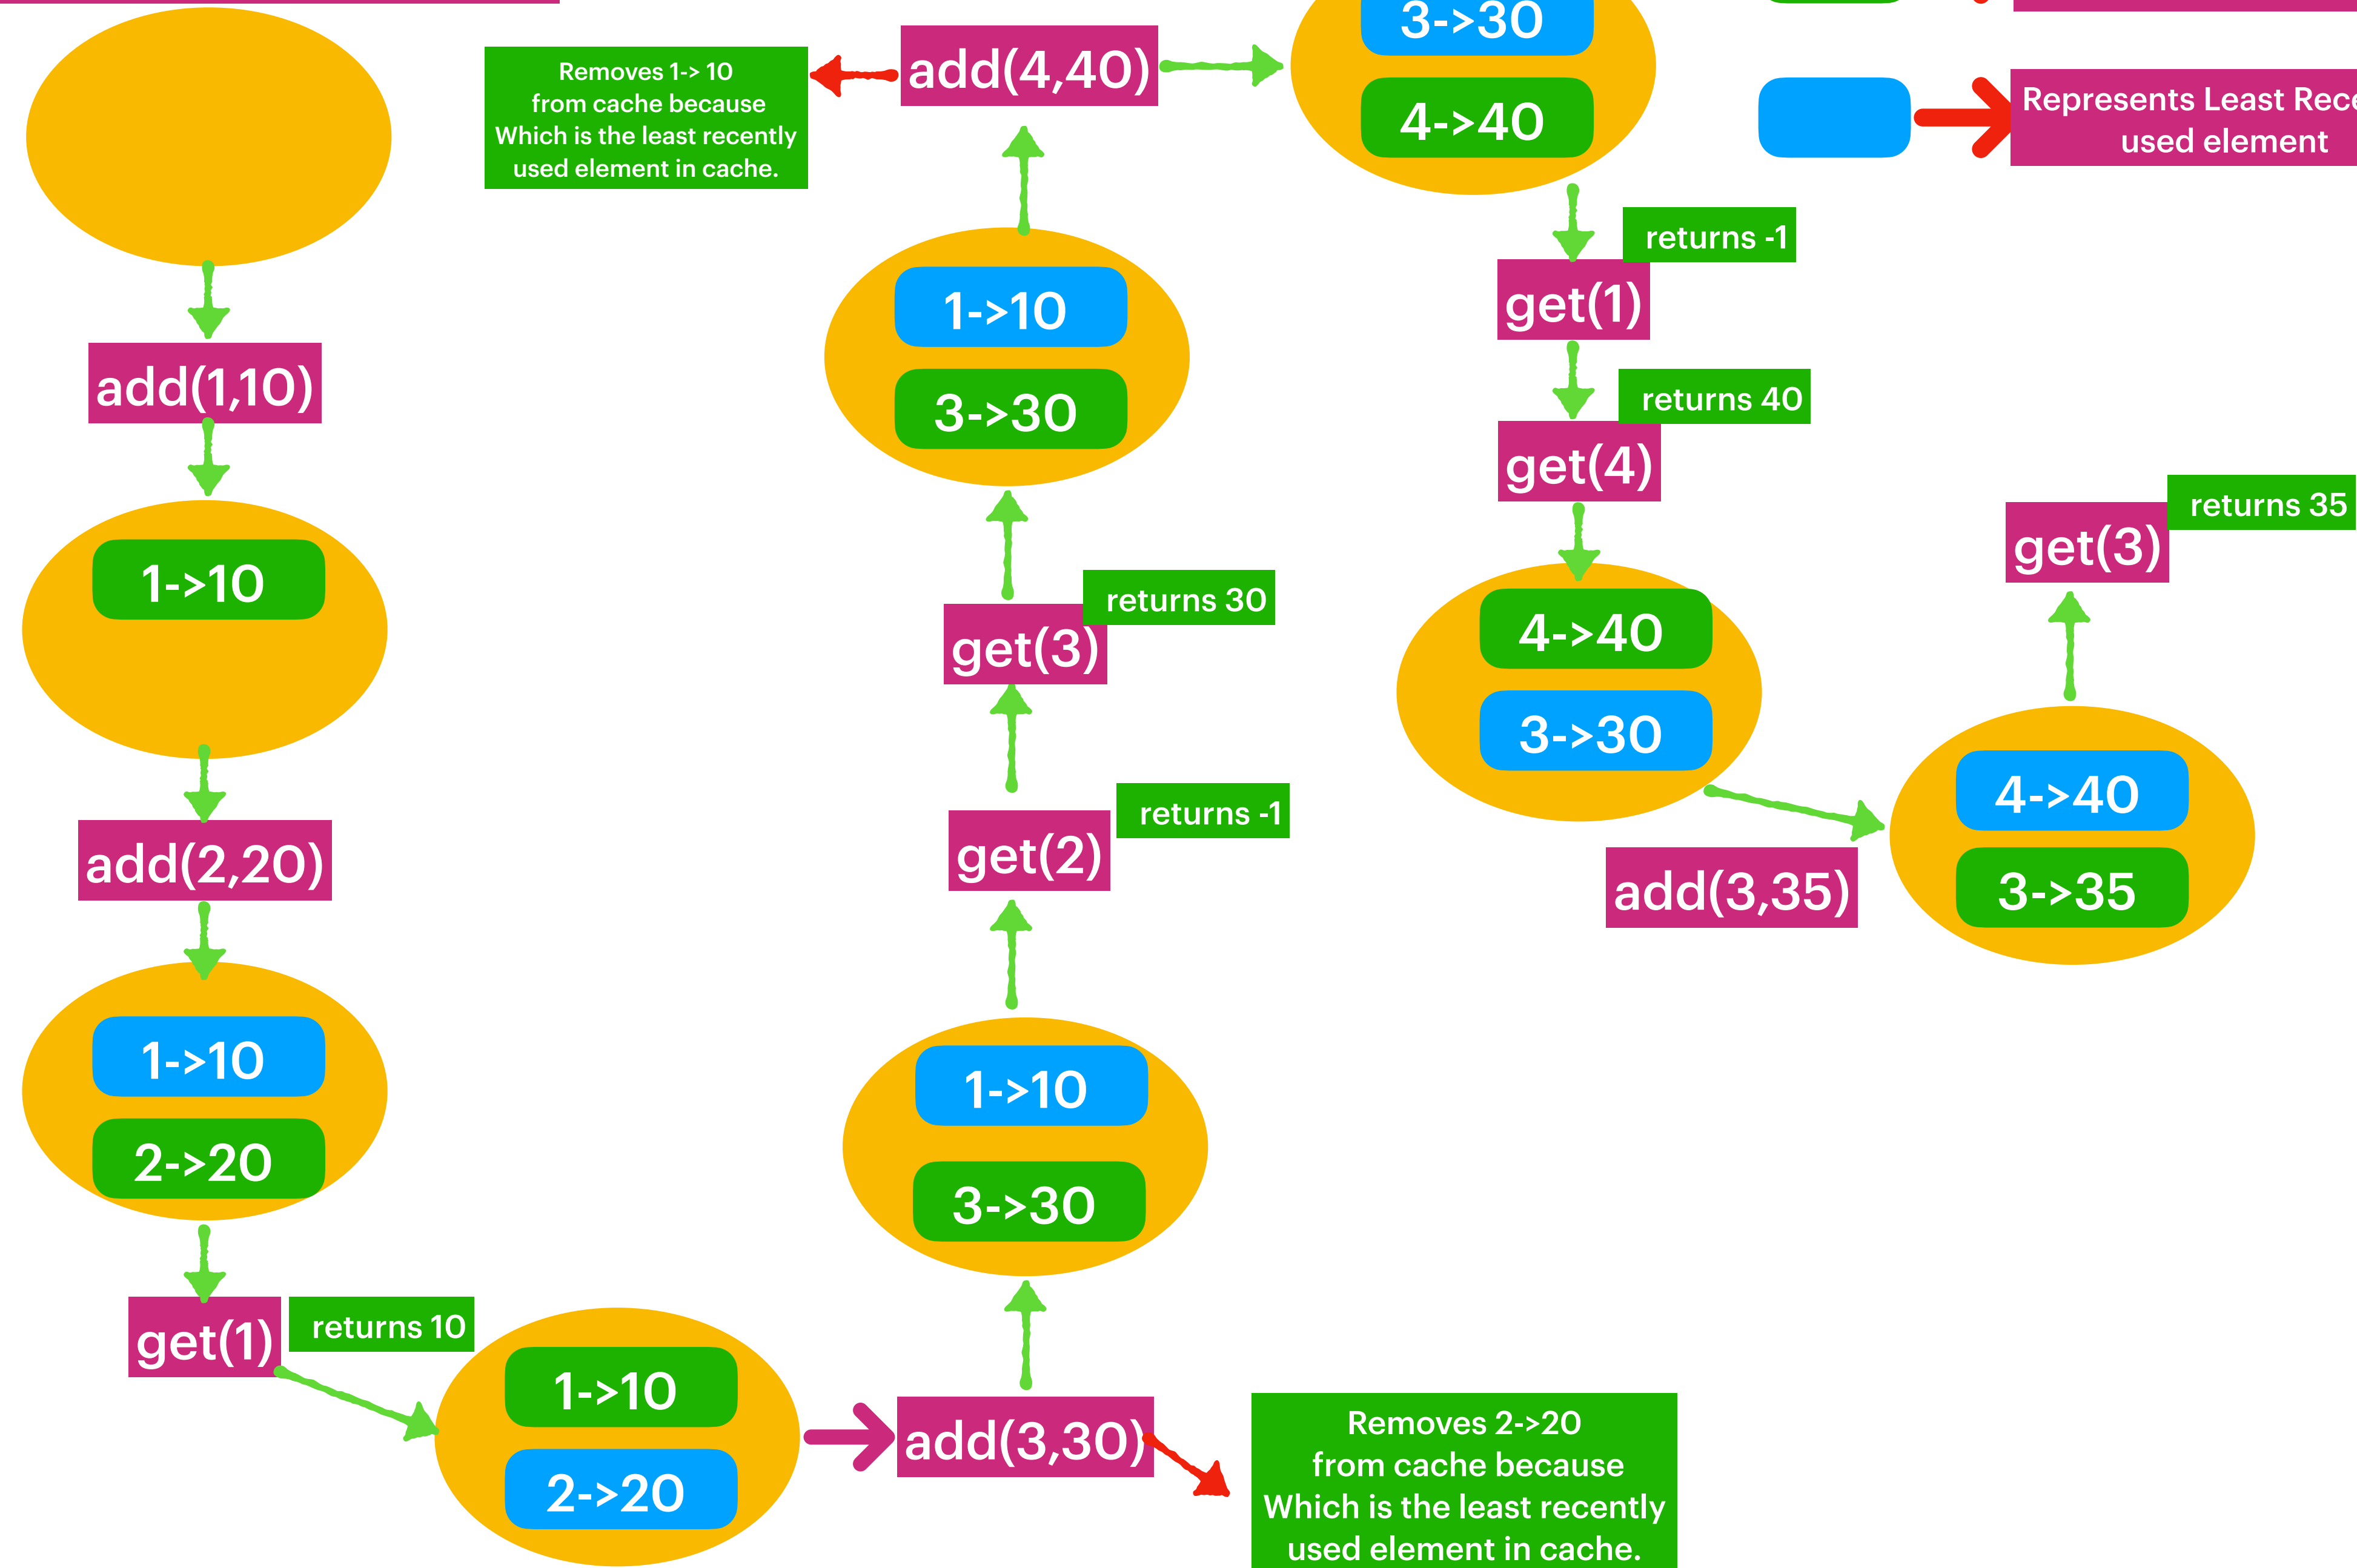 add(1,10)
1->10
add(2,20)
1->10
2->20
get(1)
returns 10
1->10
2->20
add(3,30)
Removes 2->20
from cache because
Which is the least recently
used element in cache.
1->10
3->30
get(2)
returns -1
get(3)
returns 30
1->10
3->30
add(4,40)
Removes 1-> 10
from cache because
Which is the least recently
used element in cache.
3->30
4->40
returns -1
get(1)
returns 40
get(4)
4->40
3->30
add(3,35)
4->40
3->35
get(3)
returns 35
Represents Least
used element